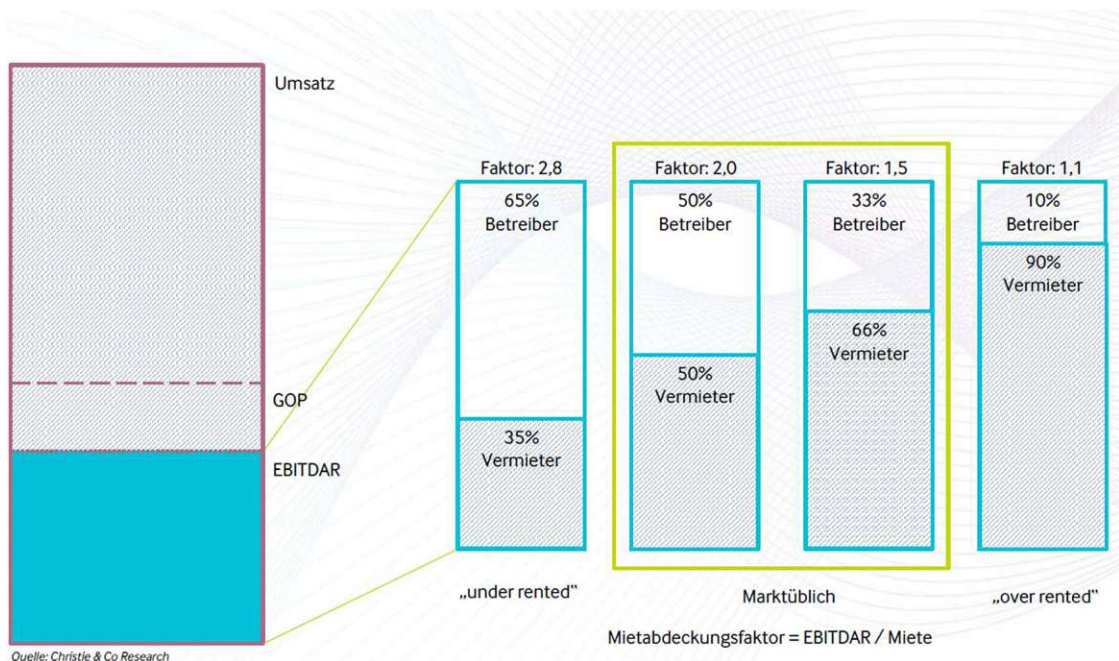 Umsatz
GOP
EBITDAR
Faktor: 2,8
65%
Betreiber
35%
Vermieter
„under rented“
Faktor: 2,0
50%
Betreiber
50%
Vermieter
Faktor: 1,5
33%
Betreiber
66%
Vermieter
Marktüblich
Faktor: 1,1
10%
Betreiber
90%
Vermieter
„over rented“
Mietabdeckungsfaktor = EBITDAR / Miete
Quelle: Christie & Co Research